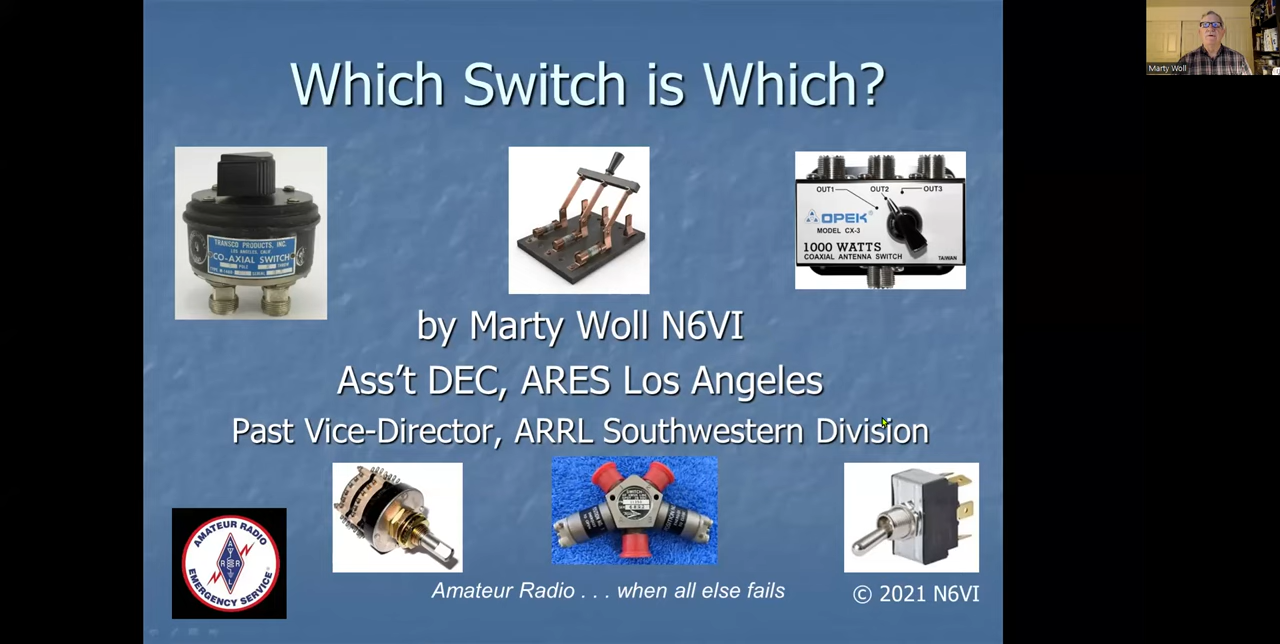 Which Switch is Which?
Marty Woll
TRANSCO PRODUCTS, INC.
LOS ANGELES, CALIF.
CO-AXIAL SWITCH
OUT1
OUT2
OUT3
OPEK®
MODEL CX-3
1000 WATTS
COAXIAL ANTENNA SWITCH
TAIWAN
by Marty Woll N6VI
Ass't DEC, ARES Los Angeles
Past Vice-Director, ARRL Southwestern Division
SWITCH
AMATEUR RADIO
A
R R
L
EMERGENCY SERVICE
Amateur Radio . . . when all else fails
© 2021 N6VI